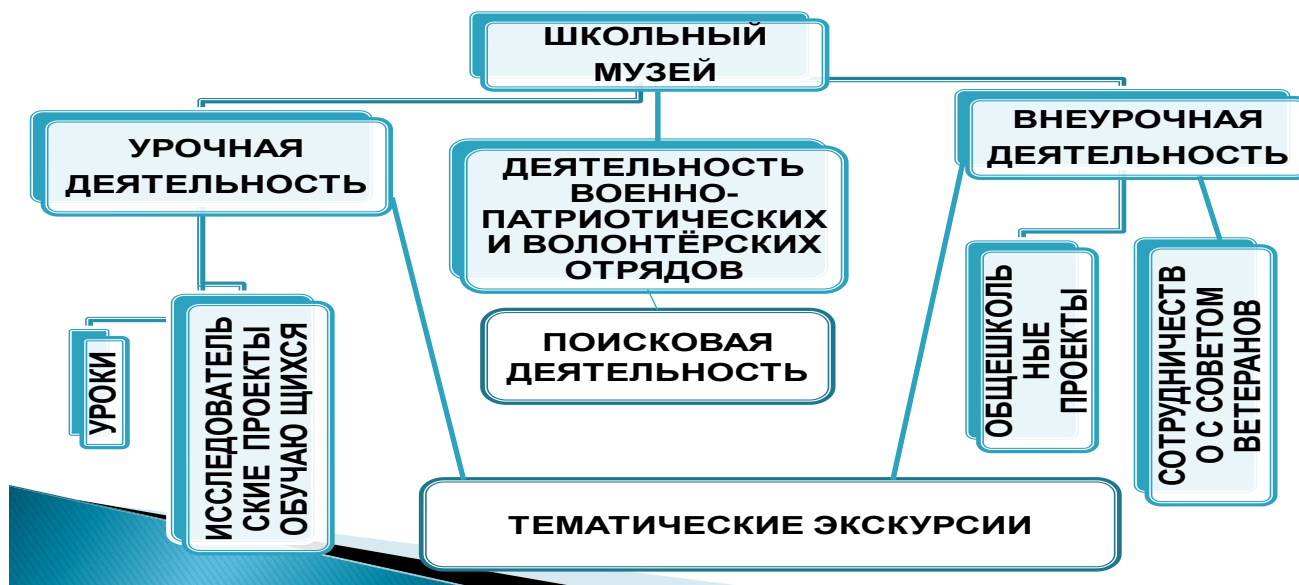 ШКОЛЬНЫЙ
МУЗЕЙ
УРОЧНАЯ
ДЕЯТЕЛЬНОСТЬ
ДЕЯТЕЛЬНОСТЬ
ВОЕННО-
ПАТРИОТИЧЕСКИХ
И ВОЛОНТЁРСКИХ
ОТРЯДОВ
ВНЕУРОЧНАЯ
ДЕЯТЕЛЬНОСТЬ
УРОКИ
ИССЛЕДОВАТЕЛЬ
СКИЕ ПРОЕКТЫ
ОБУЧАЮ ЩИХСЯ
ПОИСКОВАЯ
ДЕЯТЕЛЬНОСТЬ
ОБЩЕШКОЛЬ
НЫЕ
ПРОЕКТЫ
СОТРУДНИЧЕСТВ
О С СОВЕТОМ
ВЕТЕРАНОВ
ТЕМАТИЧЕСКИЕ ЭКСКУРСИИ